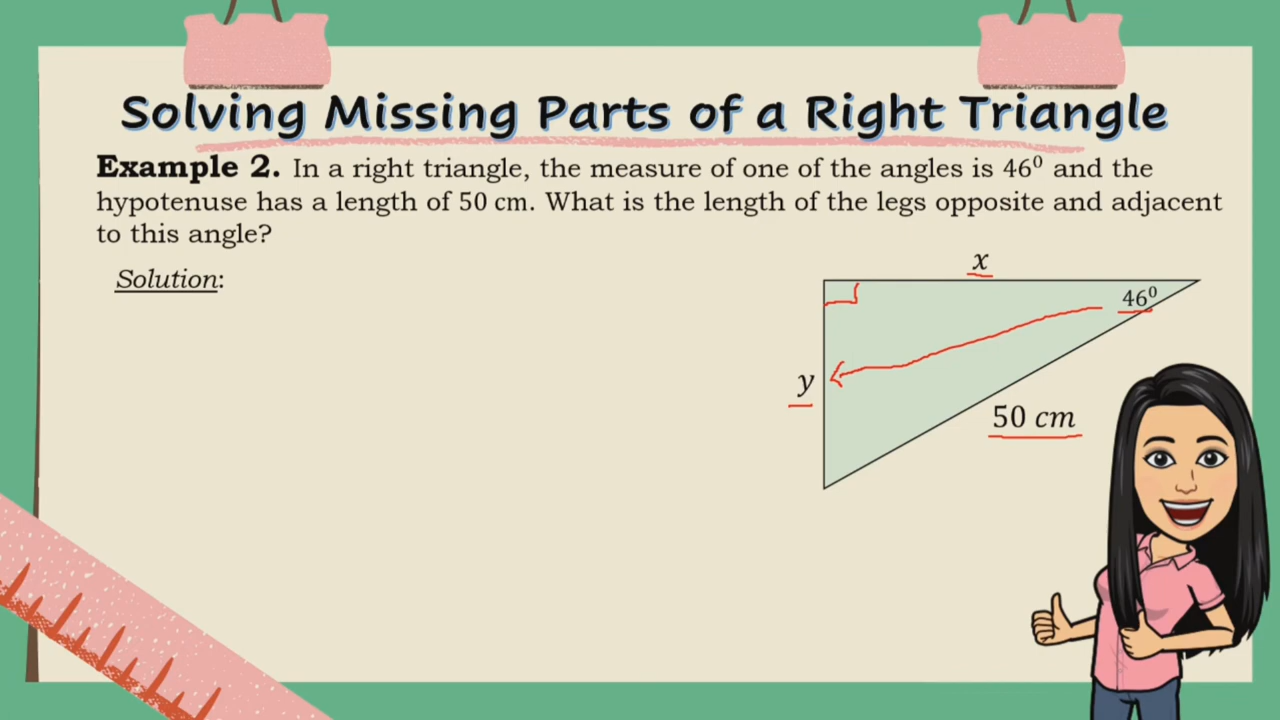 Solving Missing Parts of a Right Triangle
Example 2. In a right triangle, the measure of one of the angles is 46⁰ and the
hypotenuse has a length of 50 cm. What is the length of the legs opposite and adjacent
to this angle?
Solution:
x
46⁰
y
50 cm